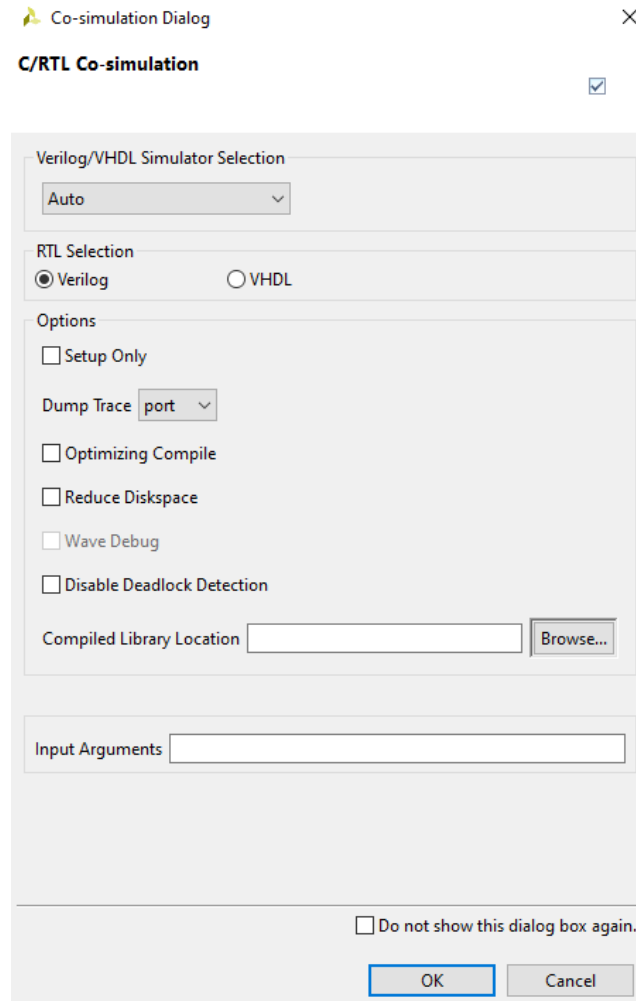 Co-simulation Dialog
C/RTL Co-simulation
Verilog/VHDL Simulator Selection
Auto
RTL Selection
Verilog VHDL
Options
Setup Only
Dump Trace port
Optimizing Compile
Reduce Diskspace
Wave Debug
Disable Deadlock Detection
Compiled Library Location Browse...
Input Arguments
Do not show this dialog box again.
OK Cancel